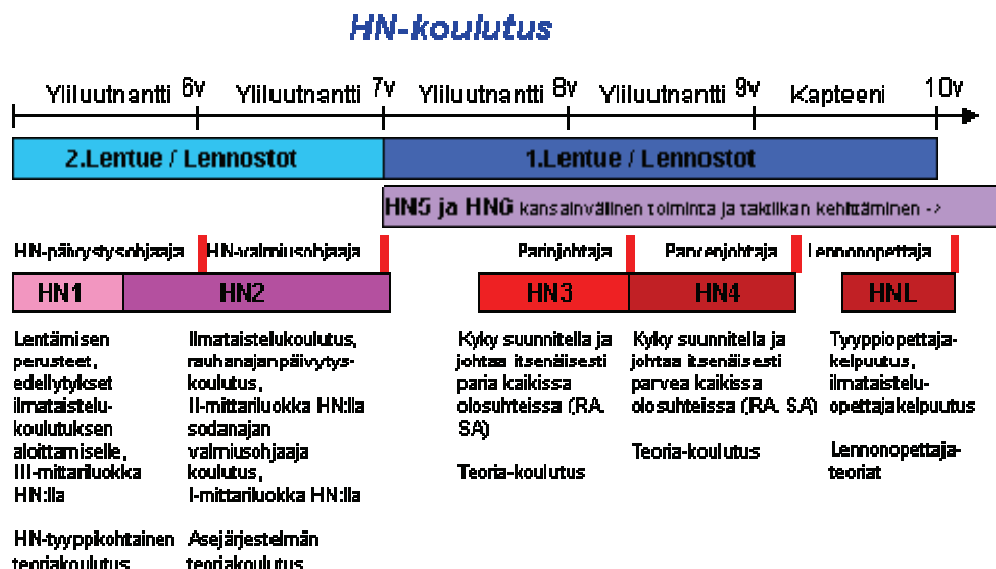 HN-koulutus
Yliluutnantti 6v Yliluutnantti 7v Yliluutnantti 8v Yliluutnantti 9v Kapteeni 10v
2.Lentue / Lennostot 1.Lentue / Lennostot
HN5 ja HN6 kansainvälinen toiminta ja taktiikan kehittäminen ->
HN-päivystysohjaaja HN-valmiusohjaaja Parinjohtaja Parvenjohtaja Lennonopettaja
HN1 HN2 HN3 HN4 HNL
Lentämisen
perusteet,
edellytykset
ilmataistelu-
koulutuksen
aloittamiselle,
III-mittariluokka
HN:lla
HN-tyyppikohtainen
teoriakoulutus
Ilmataistelukoulutus,
rauhanajanpäivytys-
koulutus,
II-mittariluokka HN:lla
sodanajan
valmiusohjaaja
koulutus,
I-mittariluokka HN:lla
Asejärjestelmän
teoriakoulutus
Kyky suunnitella ja
johtaa itsenäisesti
paria kaikissa
olosuhteissa (RA.
SA)
Teoria-koulutus
Kyky suunnitella ja
johtaa itsenäisesti
parvea kaikissa
olosuhteissa (RA. SA)
Teoria-koulutus
Tyyppiopettaja-
kelpuutus,
ilmataistelu-
opettajakelpuutus
Lennonopettaja-
teoriat